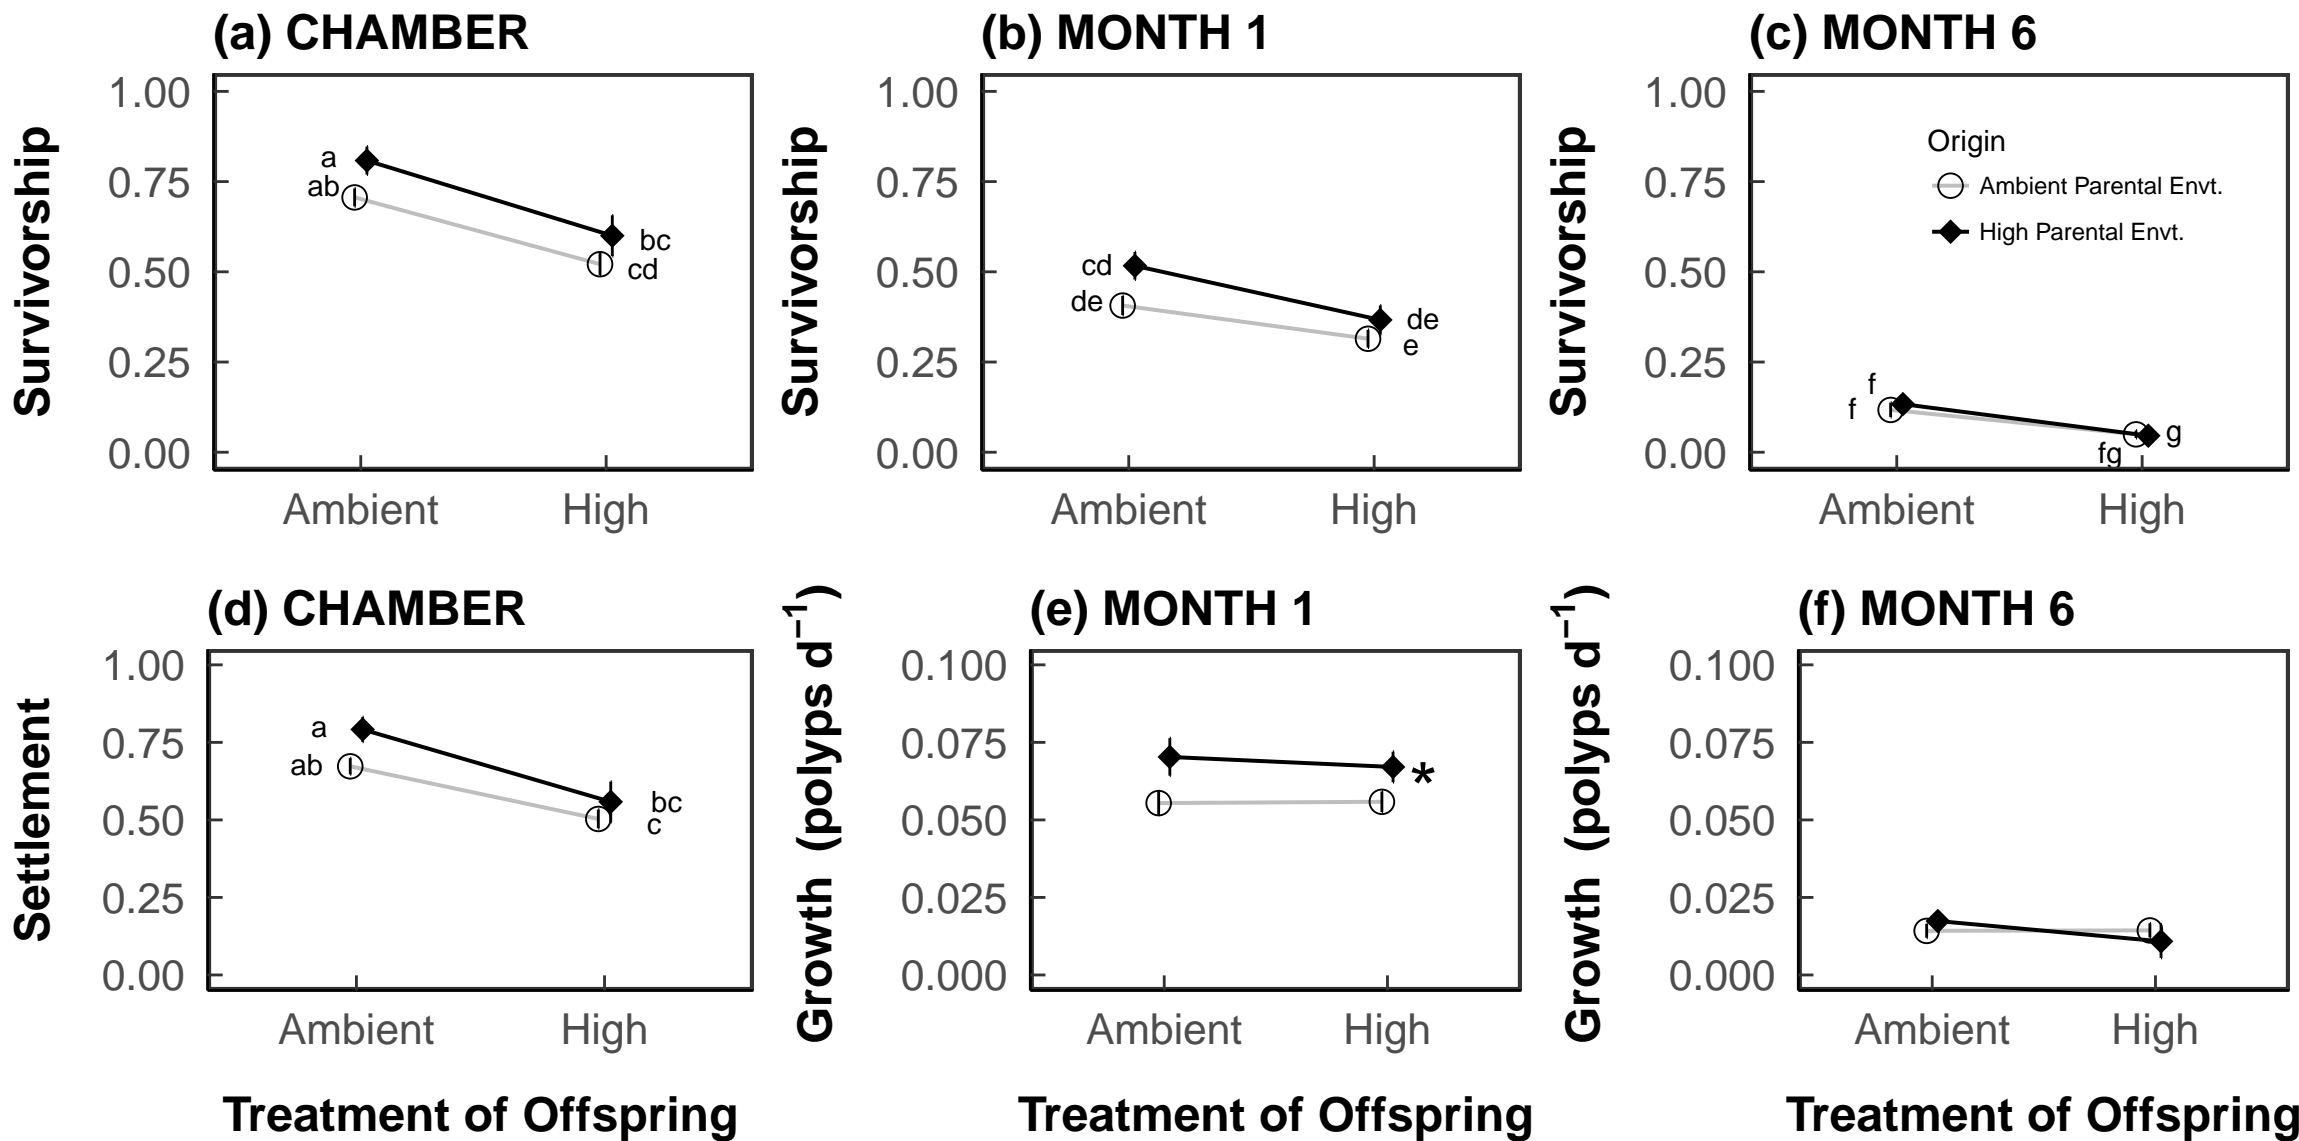 (a) CHAMBER
Survivorship
1.00
0.75
0.50
0.25
0.00
a
ab
bc
cd
Ambient
High
(b) MONTH 1
Survivorship
1.00
0.75
0.50
0.25
0.00
cd
de
de
e
Ambient
High
(c) MONTH 6
Survivorship
1.00
0.75
0.50
0.25
0.00
Origin
Ambient Parental Envt.
High Parental Envt.
f
f
g
fg
Ambient
High
(d) CHAMBER
Settlement
1.00
0.75
0.50
0.25
0.00
a
ab
bc
c
Ambient
High
Treatment of Offspring
(e) MONTH 1
Growth (polyps d⁻¹)
0.100
0.075
0.050
0.025
0.000
*
Ambient
High
Treatment of Offspring
(f) MONTH 6
Growth (polyps d⁻¹)
0.100
0.075
0.050
0.025
0.000
Ambient
High
Treatment of Offspring